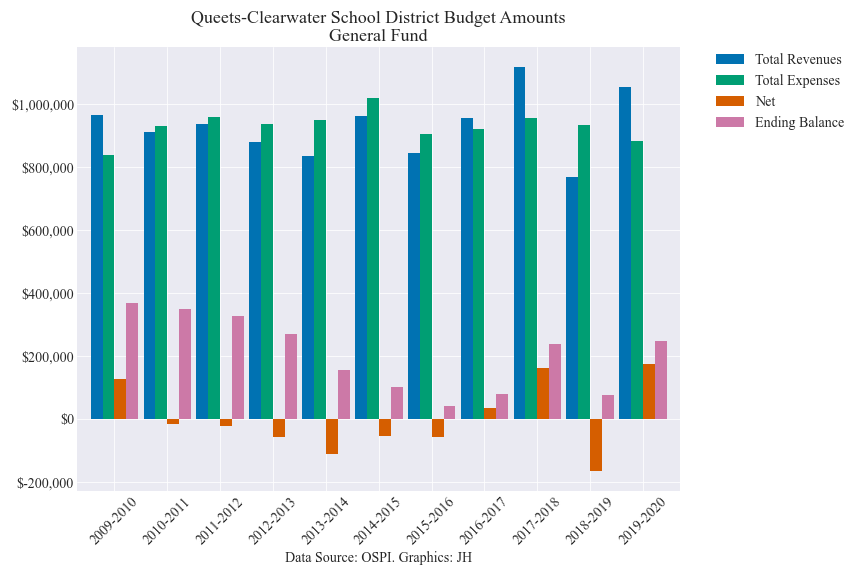 Queets-Clearwater School District Budget Amounts
General Fund
Total Revenues
Total Expenses
Net
Ending Balance
$1,000,000
$800,000
$600,000
$400,000
$200,000
$0
$-200,000
2009-2010
2010-2011
2011-2012
2012-2013
2013-2014
2014-2015
2015-2016
2016-2017
2017-2018
2018-2019
2019-2020
Data Source: OSPI. Graphics: JH